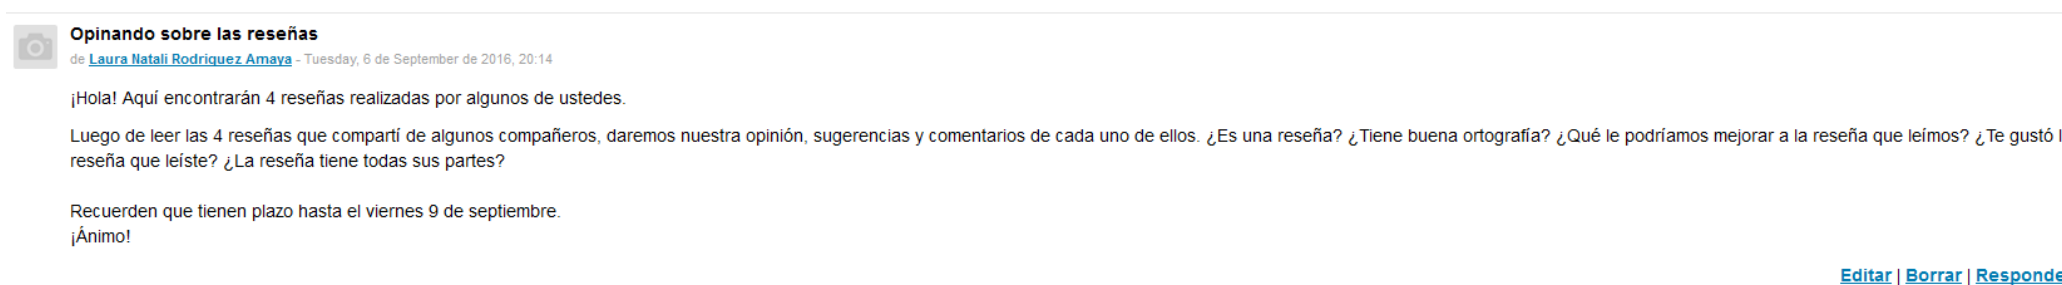 Opinando sobre las reseñas
de Laura Natali Rodriguez Amaya - Tuesday, 6 de September de 2016, 20:14
¡Hola! Aquí encontrarán 4 reseñas realizadas por algunos de ustedes.
Luego de leer las 4 reseñas que compartí de algunos compañeros, daremos nuestra opinión, sugerencias y comentarios de cada uno de ellos. ¿Es una reseña? ¿Tiene buena ortografía? ¿Qué le podríamos mejorar a la reseña que leímos? ¿Te gustó l
reseña que leíste? ¿La reseña tiene todas sus partes?
Recuerden que tienen plazo hasta el viernes 9 de septiembre.
¡Ánimo!
Editar | Borrar | Responde